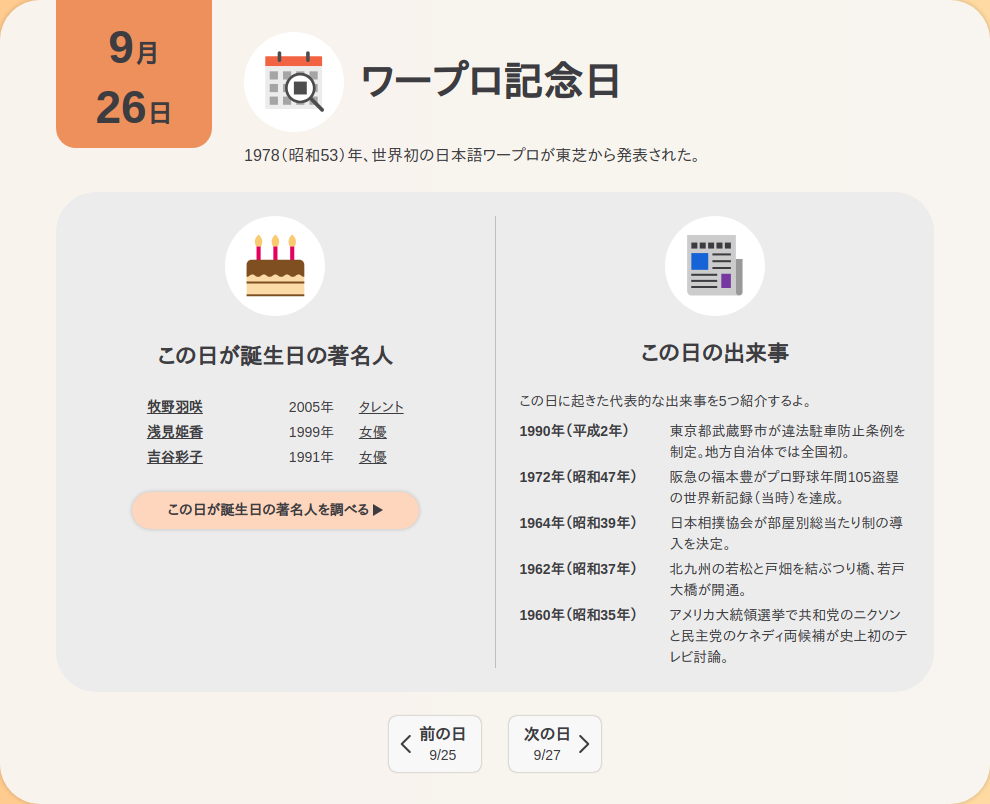 9月
26日
ワープロ記念日
1978（昭和53）年、世界初の日本語ワープロが東芝から発表された。
この日が誕生日の著名人
牧野羽咲 2005年 タレント
浅見姫香 1999年 女優
吉谷彩子 1991年 女優
この日が誕生日の著名人を調べる▶
この日の出来事
この日に起きた代表的な出来事を5つ紹介するよ。
1990年（平成2年） 東京都武蔵野市が違法駐車防止条例を
制定。地方自治体では全国初。
1972年（昭和47年） 阪急の福本豊がプロ野球年間105盗塁
の世界新記録（当時）を達成。
1964年（昭和39年） 日本相撲協会が部屋別総当たり制の導
入を決定。
1962年（昭和37年） 北九州の若松と戸畑を結ぶつり橋、若戸
大橋が開通。
1960年（昭和35年） アメリカ大統領選挙で共和党のニクソン
と民主党のケネディ両候補が史上初のテ
レビ討論。
前の日
9/25
次の日
9/27